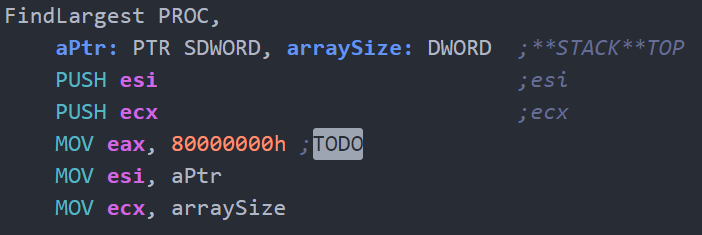 FindLargest PROC,
aPtr: PTR SDWORD, arraySize: DWORD ;**STACK**TOP
PUSH esi ;esi
PUSH ecx ;ecx
MOV eax, 80000000h ;TODO
MOV esi, aPtr
MOV ecx, arraySize